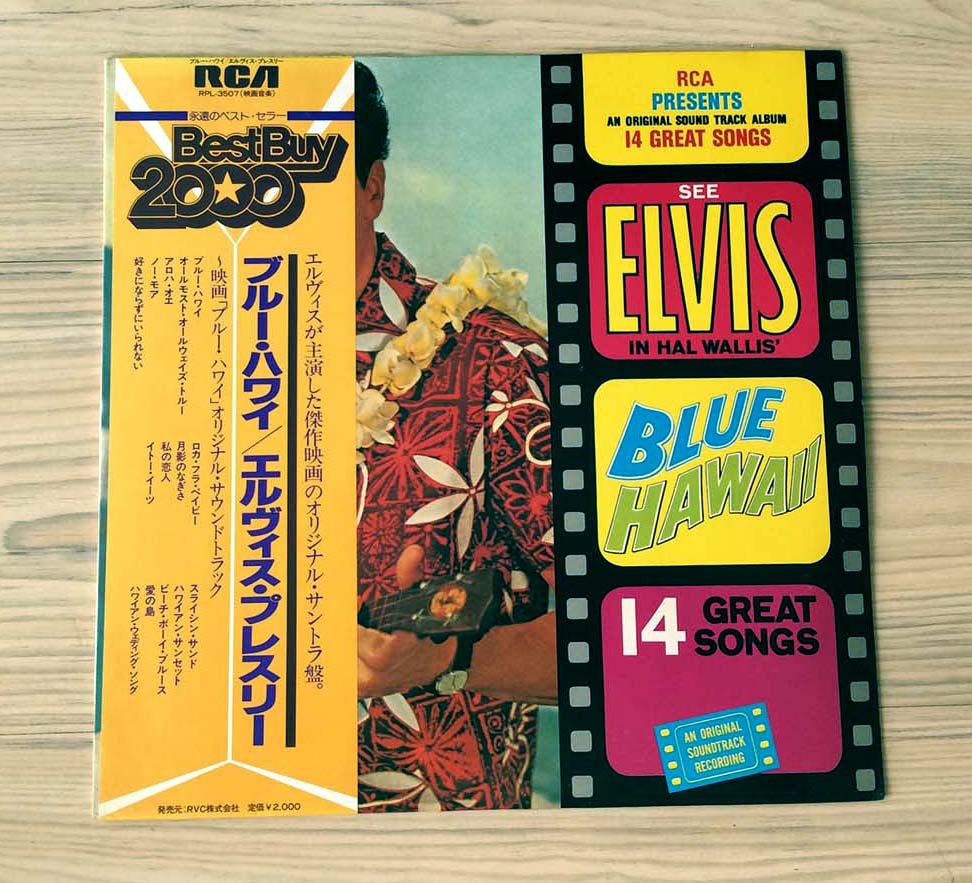 ブルー・ハワイ/エルヴィス・プレスリー
RCA
RPL-3507(映画音楽)
永遠のベスト・セラー
BestBuy
2000
エルヴィスが主演した傑作映画のオリジナル・サントラ盤。
ブルー・ハワイ/エルヴィス・プレスリー
〜映画「ブルー・ハワイ」オリジナル・サウンドトラック
ブルー・ハワイ
オールモスト・オールウェイズ・トルー
アロハ・オエ
ノー・モア
好きにならずにいられない
ロカ・フラ・ベイビー
月影のなぎさ
私の恋人
イトー・イーツ
スライシン・サンド
ハワイアン・サンセット
ビーチ・ボーイ・ブルース
愛の島
ハワイアン・ウェディング・ソング
発売元:RVC株式会社 定価¥2,000
RCA
PRESENTS
AN ORIGINAL SOUND TRACK ALBUM
14 GREAT SONGS
SEE
ELVIS
IN HAL WALLIS'
BLUE
HAWAII
14 GREAT
SONGS
AN ORIGINAL
SOUNDTRACK
RECORDING